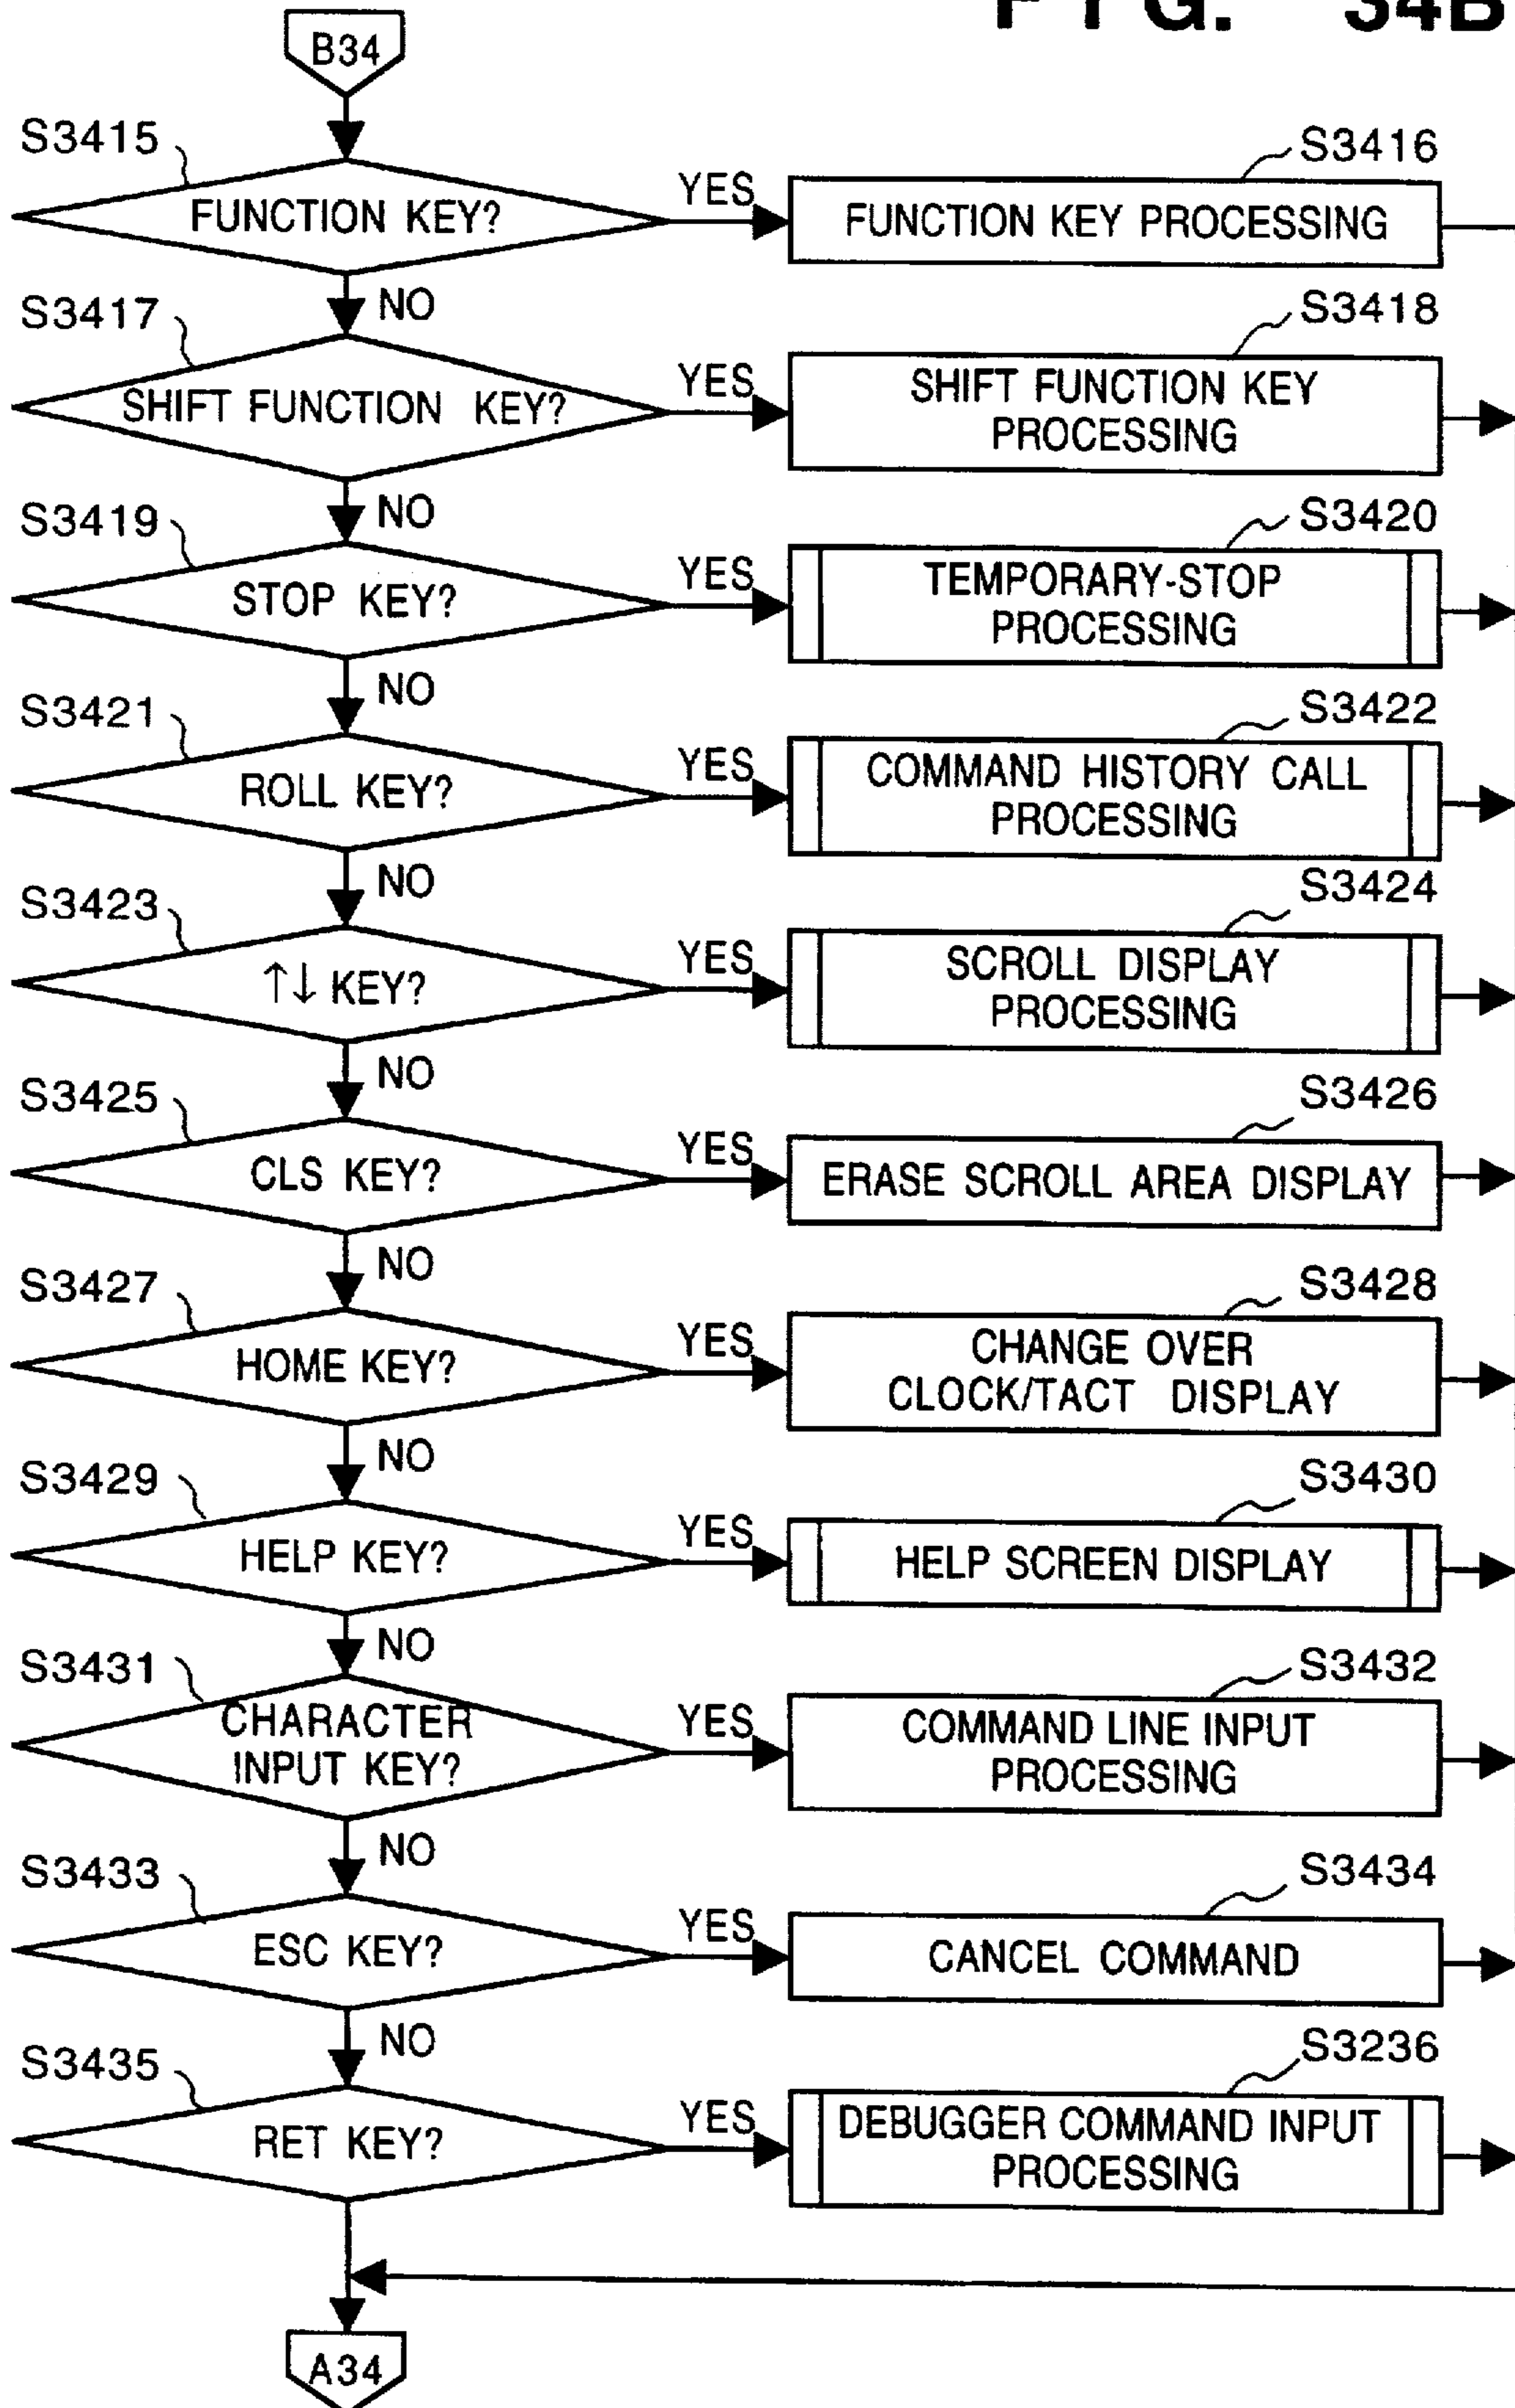 FIG. 34B
B34
S3415
FUNCTION KEY?
YES
S3416
FUNCTION KEY PROCESSING
NO
S3417
SHIFT FUNCTION KEY?
YES
S3418
SHIFT FUNCTION KEY
PROCESSING
NO
S3419
STOP KEY?
YES
S3420
TEMPORARY-STOP
PROCESSING
NO
S3421
ROLL KEY?
YES
S3422
COMMAND HISTORY CALL
PROCESSING
NO
S3423
↑↓ KEY?
YES
S3424
SCROLL DISPLAY
PROCESSING
NO
S3425
CLS KEY?
YES
S3426
ERASE SCROLL AREA DISPLAY
NO
S3427
HOME KEY?
YES
S3428
CHANGE OVER
CLOCK/TACT DISPLAY
NO
S3429
HELP KEY?
YES
S3430
HELP SCREEN DISPLAY
NO
S3431
CHARACTER
INPUT KEY?
YES
S3432
COMMAND LINE INPUT
PROCESSING
NO
S3433
ESC KEY?
YES
S3434
CANCEL COMMAND
NO
S3435
RET KEY?
YES
S3236
DEBUGGER COMMAND INPUT
PROCESSING
A34